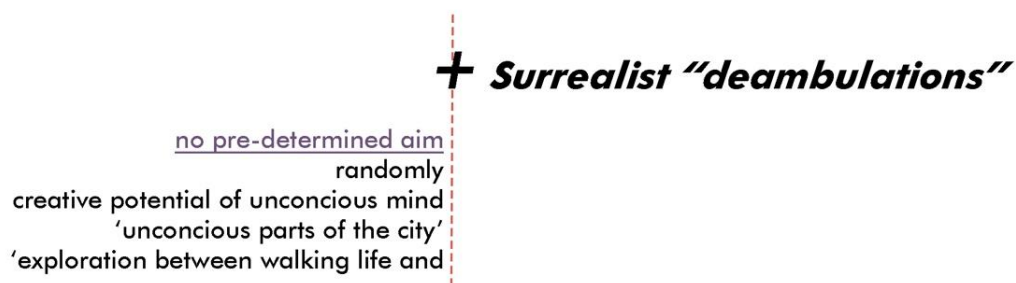 + Surrealist “deambulations”
no pre-determined aim
randomly
creative potential of unconcious mind
‘unconcious parts of the city’
‘exploration between walking life and